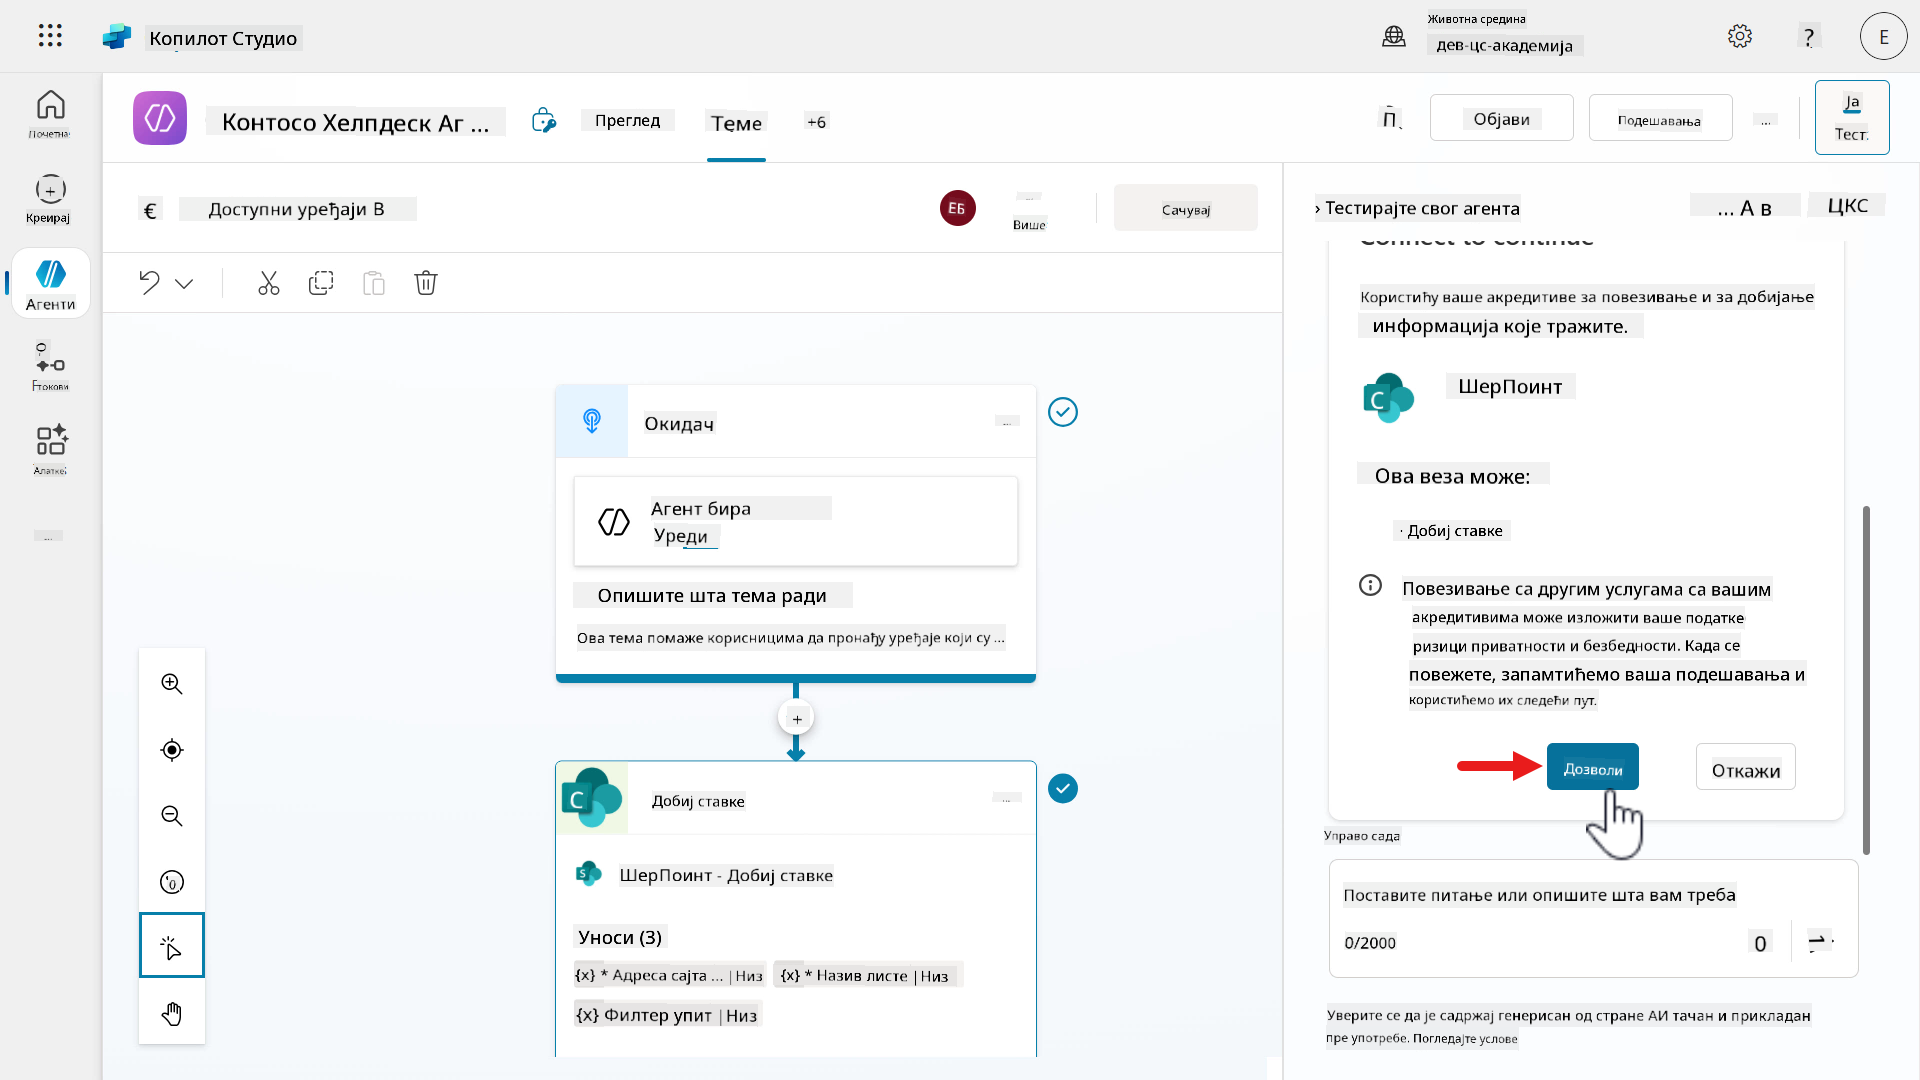 Копилот Студио
Животна средина
дев-цс-академија
?
E
Почетна
Креирај
Агенти
Алатке
Контосо Хелпдеск Аг ...
Преглед
Теме
+6
Објави
Подешавања
...
Ја
Тест.
€
Доступни уређаји В
ЕБ
...
Више
Сачувај
Окидач
...
Агент бира
Уреди
Опишите шта тема ради
Ова тема помаже корисницима да пронађу уређаје који су ...
+
Добиј ставке
...
ШерПоинт - Добиј ставке
Уноси (3)
{x} * Адреса сајта ... |Низ
{x} * Назив листе |Низ
{x} Филтер упит |Низ
› Тестирајте свог агента
... А в
ЦКС
Connect to continue
Користићу ваше акредитиве за повезивање и за добијање
информација које тражите.
ШерПоинт
Ова веза може:
· Добиј ставке
Повезивање са другим услугама са вашим
акредитивима може изложити ваше податке
ризици приватности и безбедности. Када се
повежете, запамтићемо ваша подешавања и
користићемо их следећи пут.
Дозволи
Откажи
Управо сада
Поставите питање или опишите шта вам треба
0/2000
0
Уверите се да је садржај генерисан од стране АИ тачан и прикладан
пре употребе. Погледајте услове